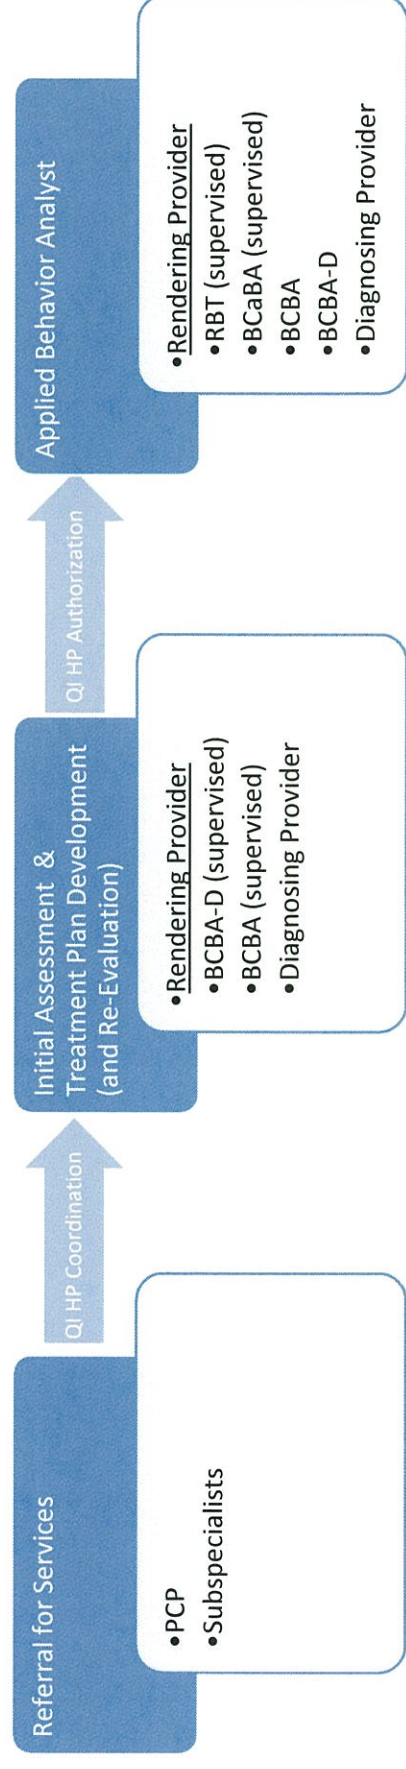 Referral for Services
•PCP
•Subspecialists
QI HP Coordination
Initial Assessment &
Treatment Plan Development
(and Re-Evaluation)
•Rendering Provider
•BCBA-D (supervised)
•BCBA (supervised)
•Diagnosing Provider
QI HP Authorization
Applied Behavior Analyst
•Rendering Provider
•RBT (supervised)
•BCaBA (supervised)
•BCBA
•BCBA-D
•Diagnosing Provider